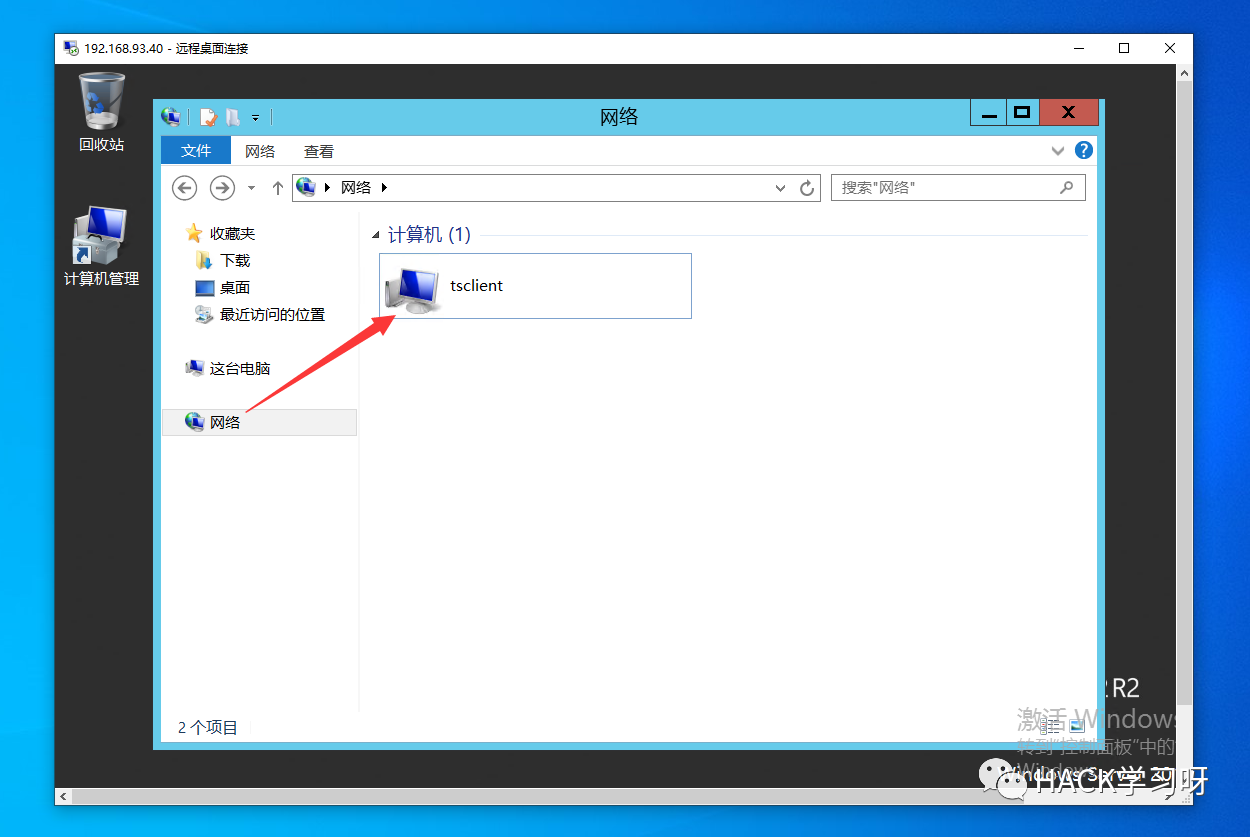 192.168.93.40 - 远程桌面连接
回收站
计算机管理
网络
文件
网络
查看
网络
搜索"网络"
收藏夹
下载
桌面
最近访问的位置
这台电脑
网络
计算机 (1)
tsclient
2 个项目
R2
激活 Windows
转到"控制面板"中的
Windows
Windows Server 20
HACK学习呀